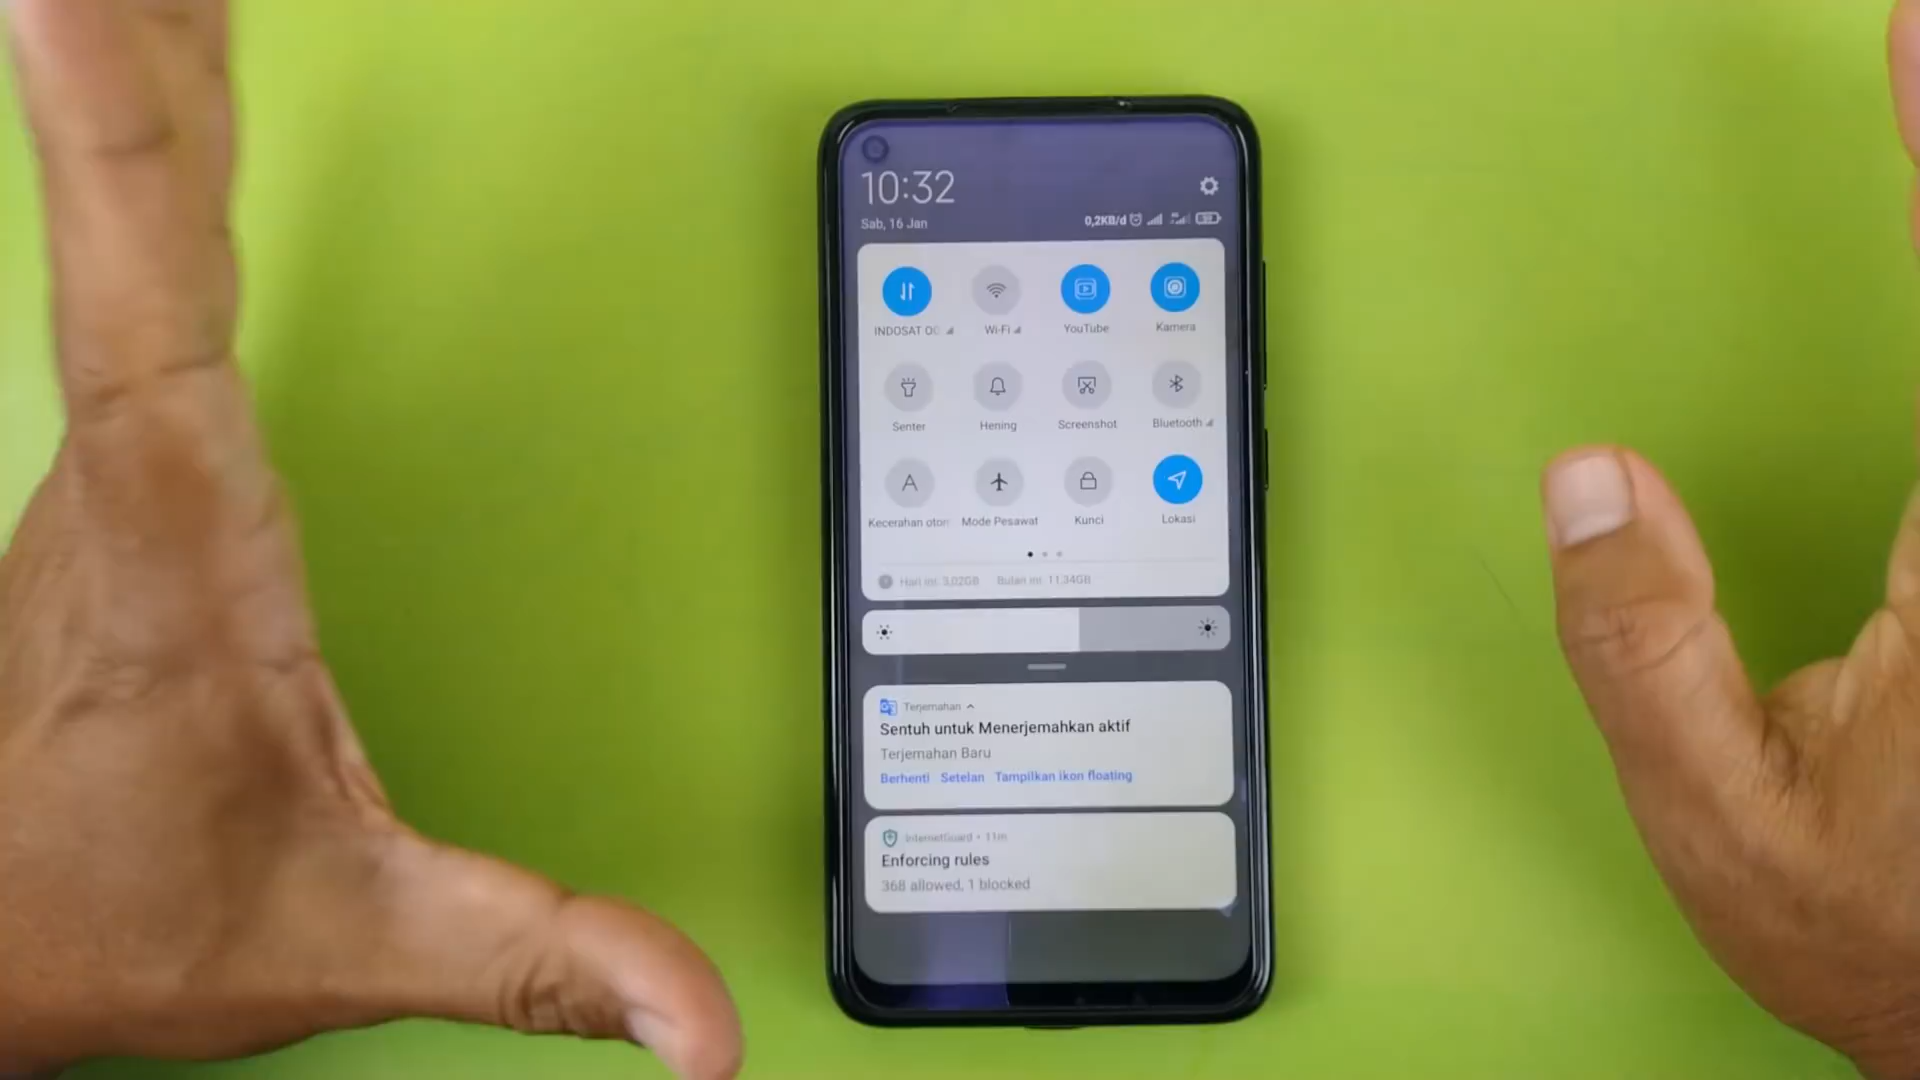 10:32
Sab, 16 Jan
0,2KB/d
INDOSAT OO
Wi-Fi
YouTube
Kamera
Senter
Hening
Screenshot
Bluetooth
Kecerahan oton
Mode Pesawat
Kunci
Lokasi
Hari ini: 3,02GB Bulan ini: 11,34GB
Terjemahan
Sentuh untuk Menerjemahkan aktif
Terjemahan Baru
Berhenti Setelan Tampilkan ikon floating
InternetGuard • 11m
Enforcing rules
368 allowed, 1 blocked